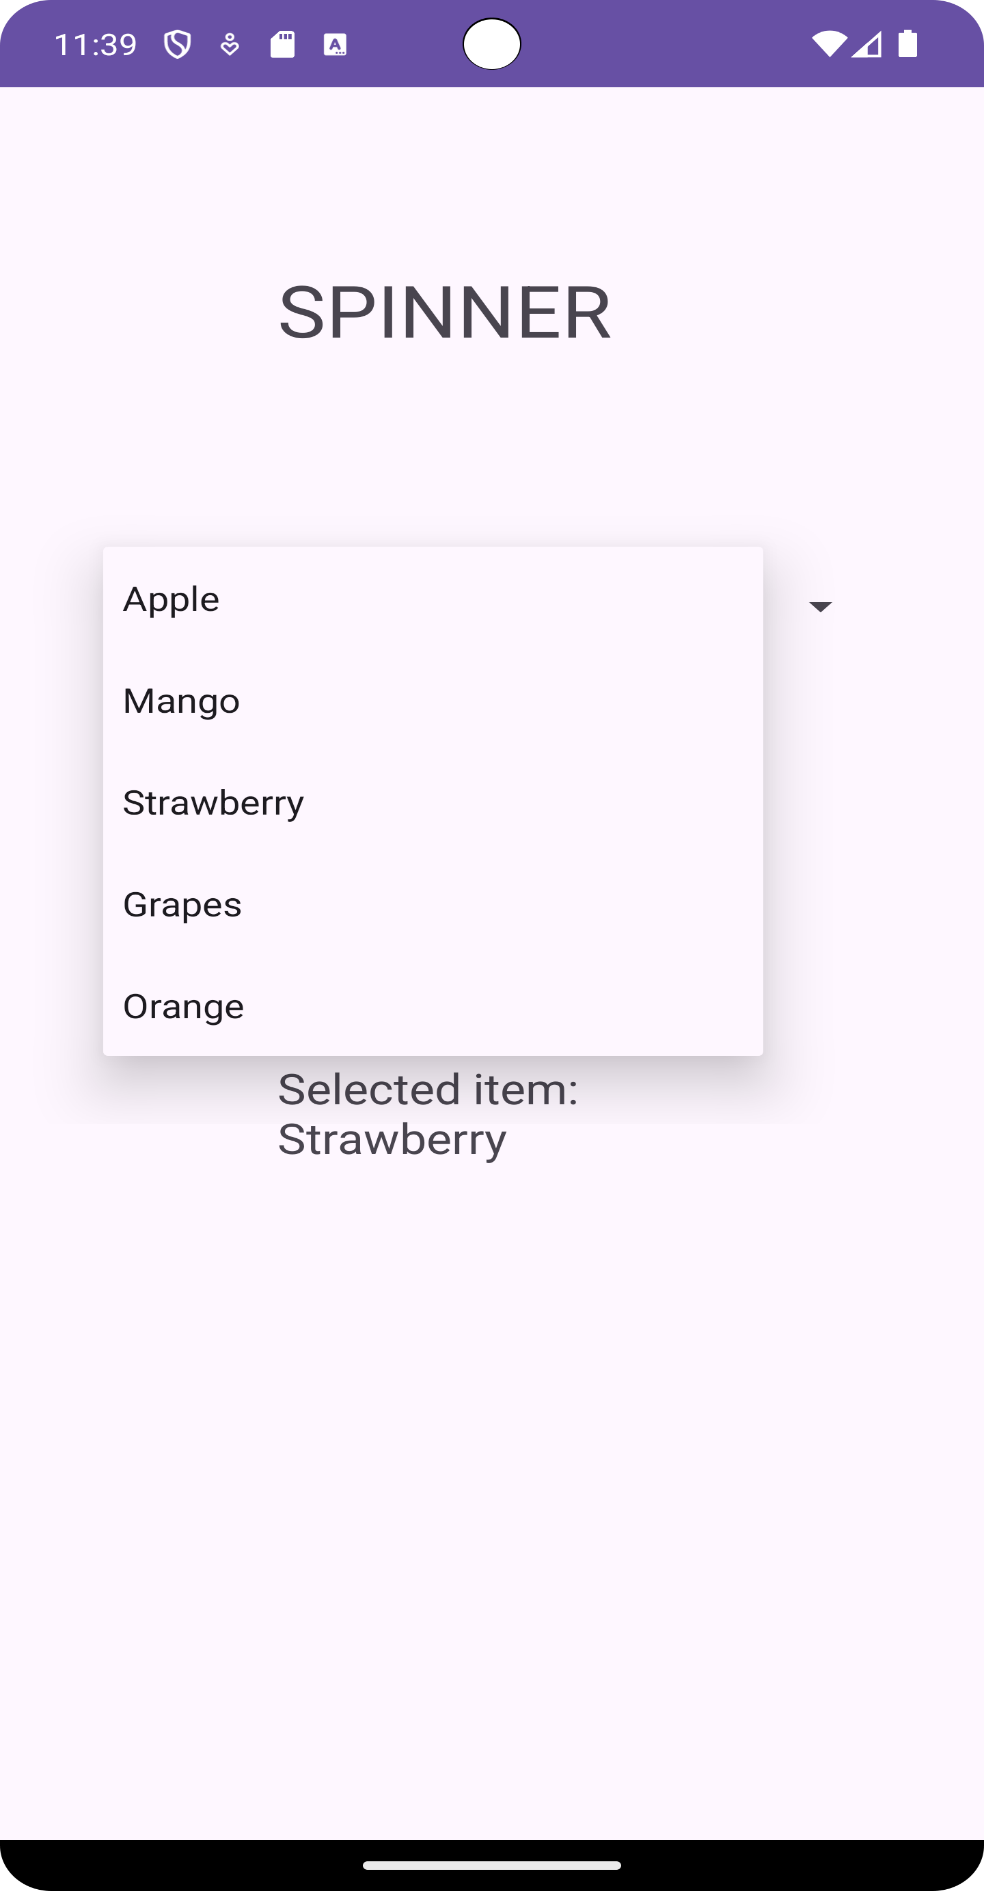 11:39
SPINNER
Apple
Mango
Strawberry
Grapes
Orange
Selected item:
Strawberry